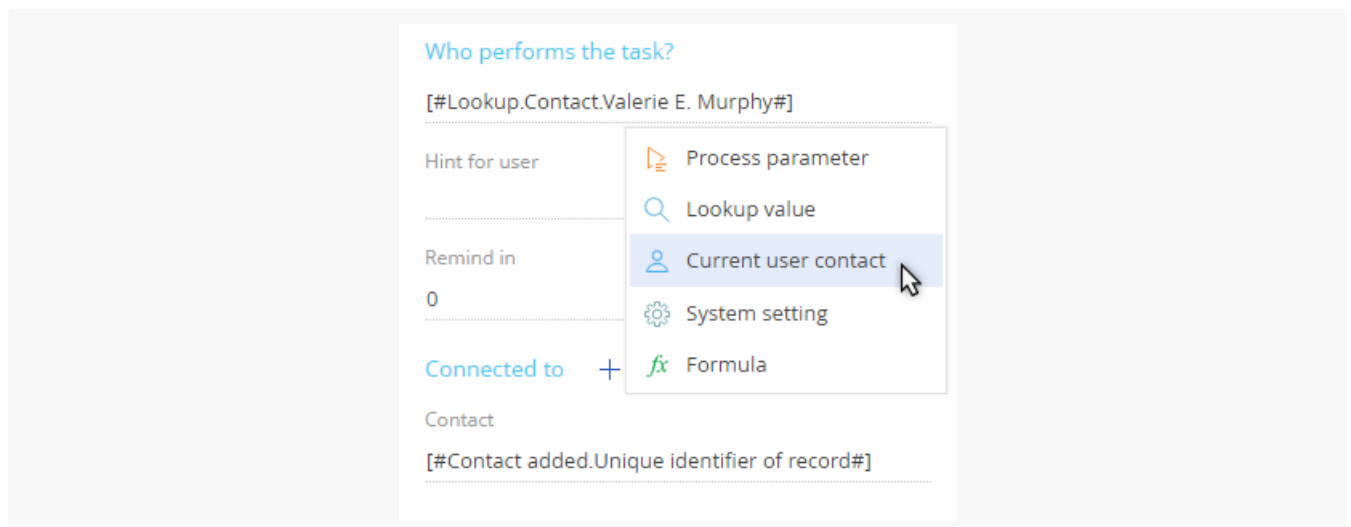 Who performs the task?
[#Lookup.Contact.Valerie E. Murphy#]
Hint for user
Process parameter
Lookup value
Remind in
Current user contact
0
System setting
Connected to +
fx Formula
Contact
[#Contact added.Unique identifier of record#]